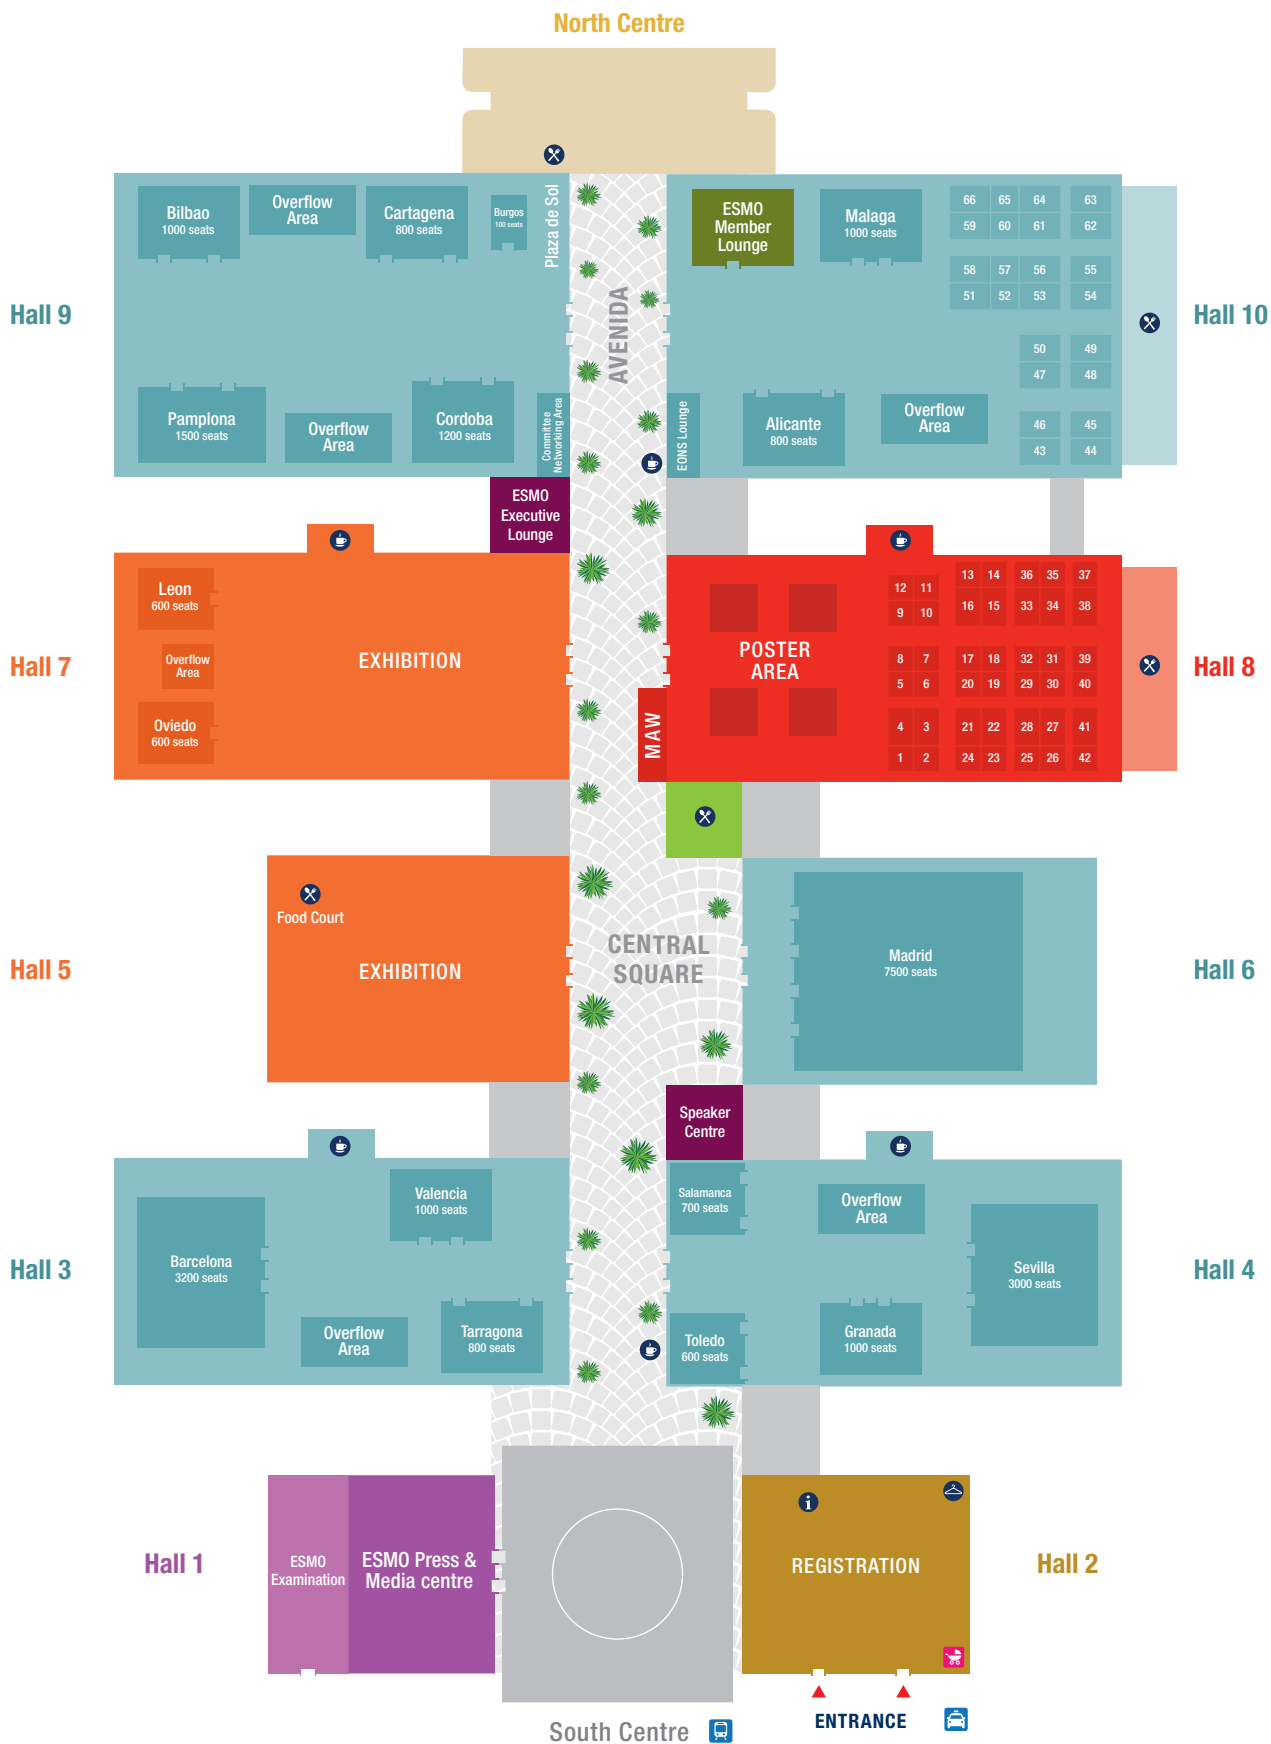 North Centre
Hall 9
Bilbao
1000 seats
Overflow
Area
Cartagena
800 seats
Burgos
100 seats
Plaza de Sol
Pamplona
1500 seats
Overflow
Area
Cordoba
1200 seats
Committee
Networking Area
AVENIDA
ESMO
Member
Lounge
Malaga
1000 seats
66 65 64 63
59 60 61 62
58 57 56 55
51 52 53 54
50 49
47 48
46 45
43 44
Hall 10
EONS Lounge
Alicante
800 seats
Overflow
Area
ESMO
Executive
Lounge
Hall 7
Leon
600 seats
Overflow
Area
Oviedo
600 seats
EXHIBITION
POSTER
AREA
MAW
13 14 36 35 37
12 11
16 15 33 34 38
9 10
8 7 17 18 32 31 39
5 6 20 19 29 30 40
4 3 21 22 28 27 41
1 2 24 23 25 26 42
Hall 8
Hall 5
Food Court
EXHIBITION
CENTRAL
SQUARE
Madrid
7500 seats
Hall 6
Speaker
Centre
Hall 3
Barcelona
3200 seats
Valencia
1000 seats
Overflow
Area
Tarragona
800 seats
Salamanca
700 seats
Overflow
Area
Sevilla
3000 seats
Toledo
600 seats
Granada
1000 seats
Hall 4
Hall 1
ESMO
Examination
ESMO Press &
Media centre
i
REGISTRATION
Hall 2
South Centre
ENTRANCE